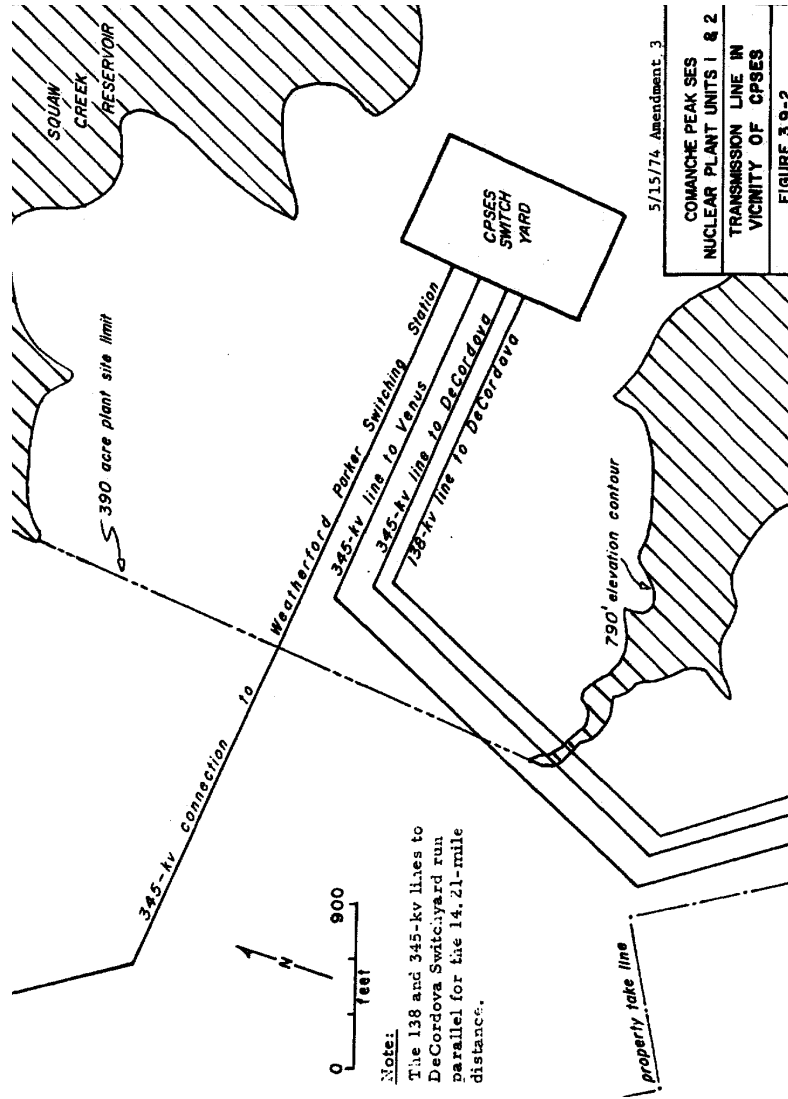 SQUAW
CREEK
RESERVOIR
390 acre plant site limit
CPSES
SWITCH
YARD
345-kv connection to Weatherford Parker Switching Station
345-kv line to Venus
345-kv line to DeCordova
138-kv line to DeCordova
790' elevation contour
property take line
N
0 900
feet
Note:
The 138 and 345-kv lines to
DeCordova Switchyard run
parallel for the 14.21-mile
distance.
5/15/74 Amendment 3
COMANCHE PEAK SES
NUCLEAR PLANT UNITS 1 & 2
TRANSMISSION LINE IN
VICINITY OF CPSES
FIGURE 3.9-2